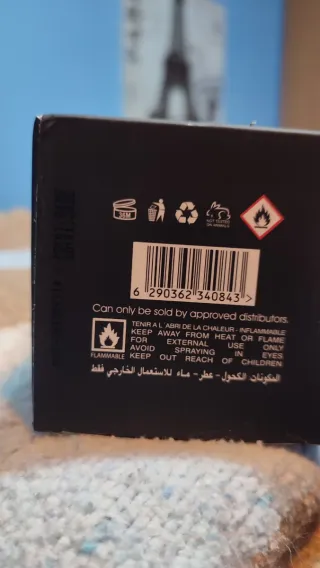 36M
NOT TESTED
ON ANIMALS
6 290362 340843 >
Can only be sold by approved distributors.
TENIR A L'ABRI DE LA CHALEUR - INFLAMMABLE
KEEP AWAY FROM HEAT OR FLAME
FOR EXTERNAL USE ONLY
AVOID SPRAYING IN EYES
KEEP OUT REACH OF CHILDREN
FLAMMABLE
المكونات: الكحول - عطر - ماء للاستعمال الخارجي فقط